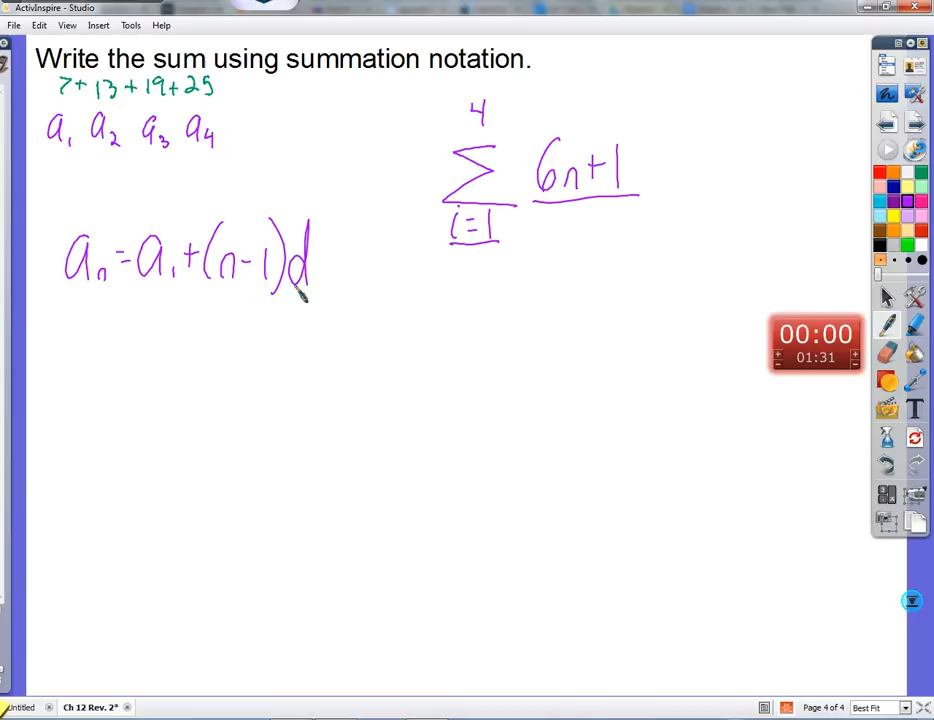 ActivInspire - Studio
File Edit View Insert Tools Help
Write the sum using summation notation.
7+13+19+25
a₁ a₂ a₃ a₄
4
∑ 6n+1
i=1
aₙ=a₁+(n-1)d
00:00
01:31
Untitled Ch 12 Rev. 2* Page 4 of 4 Best Fit